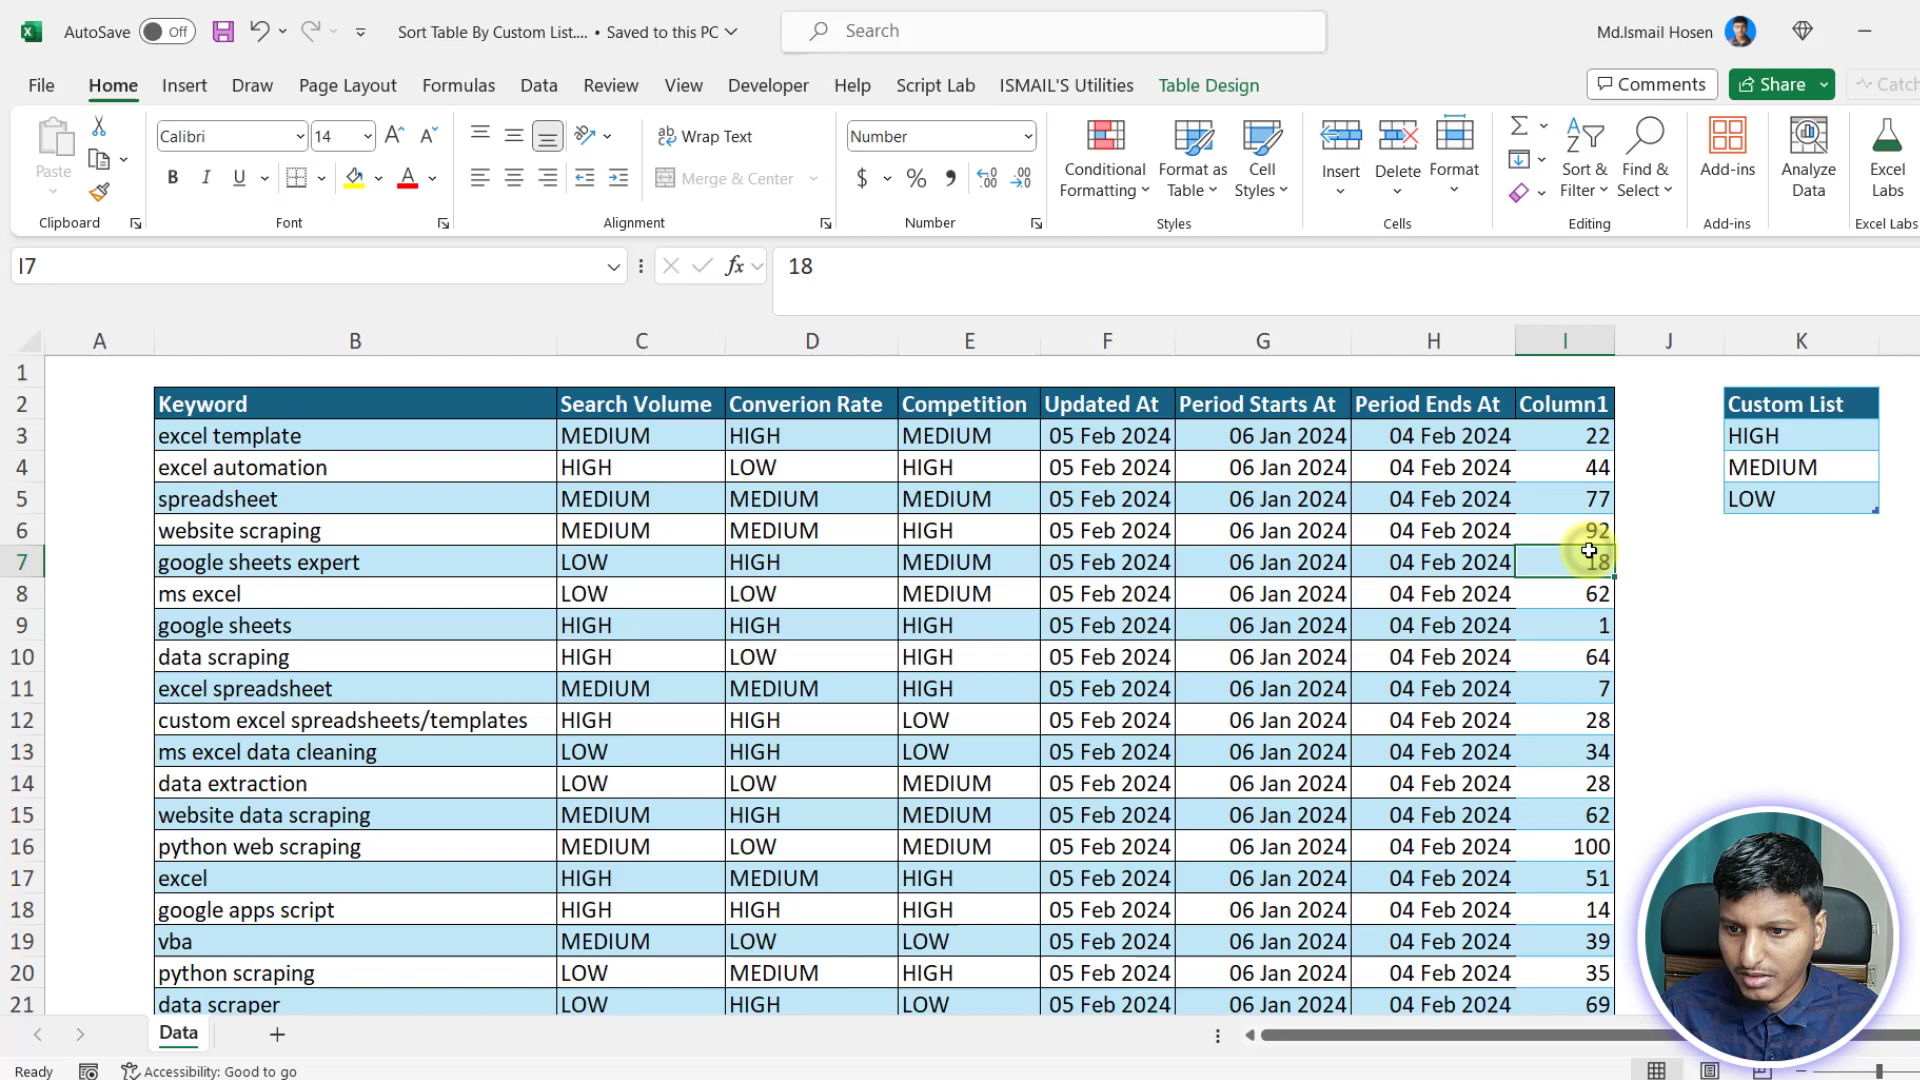 AutoSave Off Sort Table By Custom List.... • Saved to this PC Search Md.Ismail Hosen
File Home Insert Draw Page Layout Formulas Data Review View Developer Help Script Lab ISMAIL'S Utilities Table Design Comments Share Catch
Paste Calibri 14 Wrap Text Number Conditional Formatting Format as Table Cell Styles Insert Delete Format Sort & Filter Find & Select Add-ins Analyze Data Excel Labs
B I U A Merge & Center $ % 9
Clipboard Font Alignment Number Styles Cells Editing Add-ins Excel Labs
I7 fx 18
A B C D E F G H I J K
1
2 Keyword Search Volume Converion Rate Competition Updated At Period Starts At Period Ends At Column1 Custom List
3 excel template MEDIUM HIGH MEDIUM 05 Feb 2024 06 Jan 2024 04 Feb 2024 22 HIGH
4 excel automation HIGH LOW HIGH 05 Feb 2024 06 Jan 2024 04 Feb 2024 44 MEDIUM
5 spreadsheet MEDIUM MEDIUM MEDIUM 05 Feb 2024 06 Jan 2024 04 Feb 2024 77 LOW
6 website scraping MEDIUM MEDIUM HIGH 05 Feb 2024 06 Jan 2024 04 Feb 2024 92
7 google sheets expert LOW HIGH MEDIUM 05 Feb 2024 06 Jan 2024 04 Feb 2024 18
8 ms excel LOW LOW MEDIUM 05 Feb 2024 06 Jan 2024 04 Feb 2024 62
9 google sheets HIGH HIGH HIGH 05 Feb 2024 06 Jan 2024 04 Feb 2024 1
10 data scraping HIGH LOW HIGH 05 Feb 2024 06 Jan 2024 04 Feb 2024 64
11 excel spreadsheet MEDIUM MEDIUM HIGH 05 Feb 2024 06 Jan 2024 04 Feb 2024 7
12 custom excel spreadsheets/templates HIGH HIGH LOW 05 Feb 2024 06 Jan 2024 04 Feb 2024 28
13 ms excel data cleaning LOW HIGH LOW 05 Feb 2024 06 Jan 2024 04 Feb 2024 34
14 data extraction LOW LOW MEDIUM 05 Feb 2024 06 Jan 2024 04 Feb 2024 28
15 website data scraping MEDIUM HIGH MEDIUM 05 Feb 2024 06 Jan 2024 04 Feb 2024 62
16 python web scraping MEDIUM LOW MEDIUM 05 Feb 2024 06 Jan 2024 04 Feb 2024 100
17 excel HIGH MEDIUM HIGH 05 Feb 2024 06 Jan 2024 04 Feb 2024 51
18 google apps script HIGH HIGH HIGH 05 Feb 2024 06 Jan 2024 04 Feb 2024 14
19 vba MEDIUM LOW LOW 05 Feb 2024 06 Jan 2024 04 Feb 2024 39
20 python scraping LOW MEDIUM HIGH 05 Feb 2024 06 Jan 2024 04 Feb 2024 35
21 data scraper LOW HIGH LOW 05 Feb 2024 06 Jan 2024 04 Feb 2024 69
Data
Ready Accessibility: Good to go